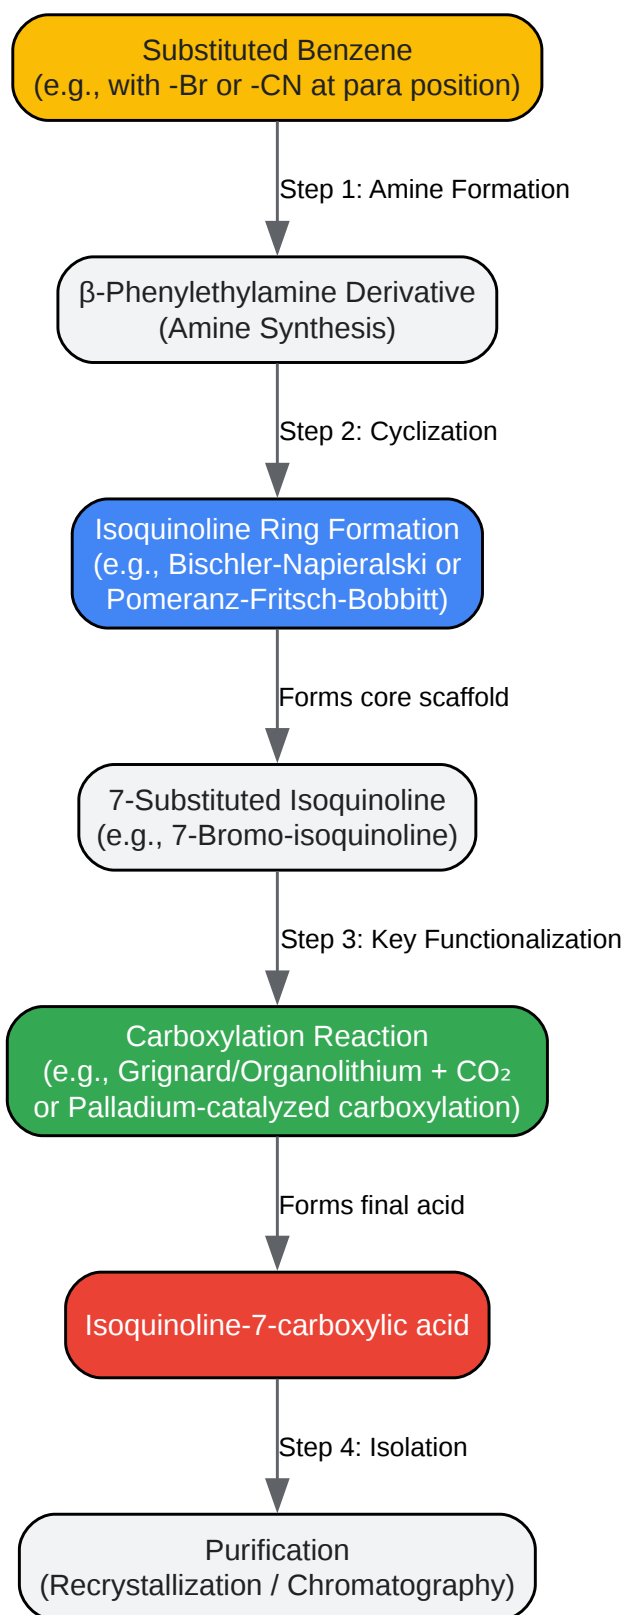 Substituted Benzene
(e.g., with -Br or -CN at para position)
Step 1: Amine Formation
β-Phenylethylamine Derivative
(Amine Synthesis)
Step 2: Cyclization
Isoquinoline Ring Formation
(e.g., Bischler-Napieralski or
Pomeranz-Fritsch-Bobbitt)
Forms core scaffold
7-Substituted Isoquinoline
(e.g., 7-Bromo-isoquinoline)
Step 3: Key Functionalization
Carboxylation Reaction
(e.g., Grignard/Organolithium + CO₂
or Palladium-catalyzed carboxylation)
Forms final acid
Isoquinoline-7-carboxylic acid
Step 4: Isolation
Purification
(Recrystallization / Chromatography)